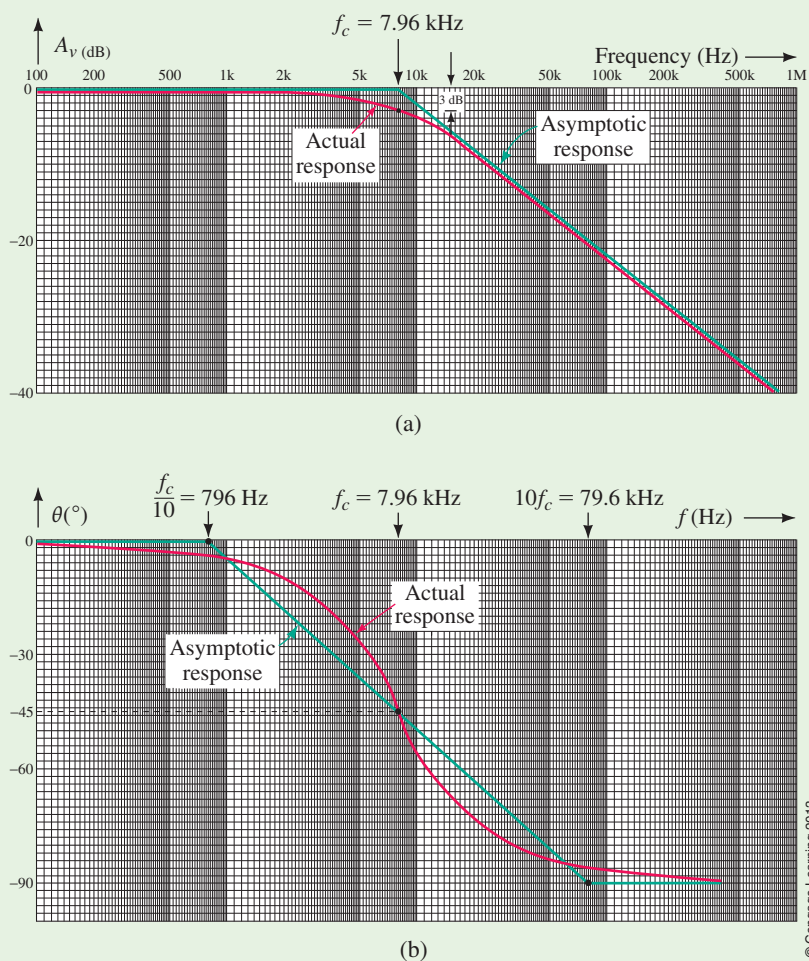 f_c = 7.96 kHz
A_v (dB)
Frequency (Hz)
100 200 500 1k 2k 5k 10k 20k 50k 100k 200k 500k 1M
0
3 dB
Actual
response
Asymptotic
response
–20
–40
(a)
f_c/10 = 796 Hz
f_c = 7.96 kHz
10f_c = 79.6 kHz
θ(°)
f (Hz)
0
Actual
response
Asymptotic
response
–30
–45
–60
–90
(b)